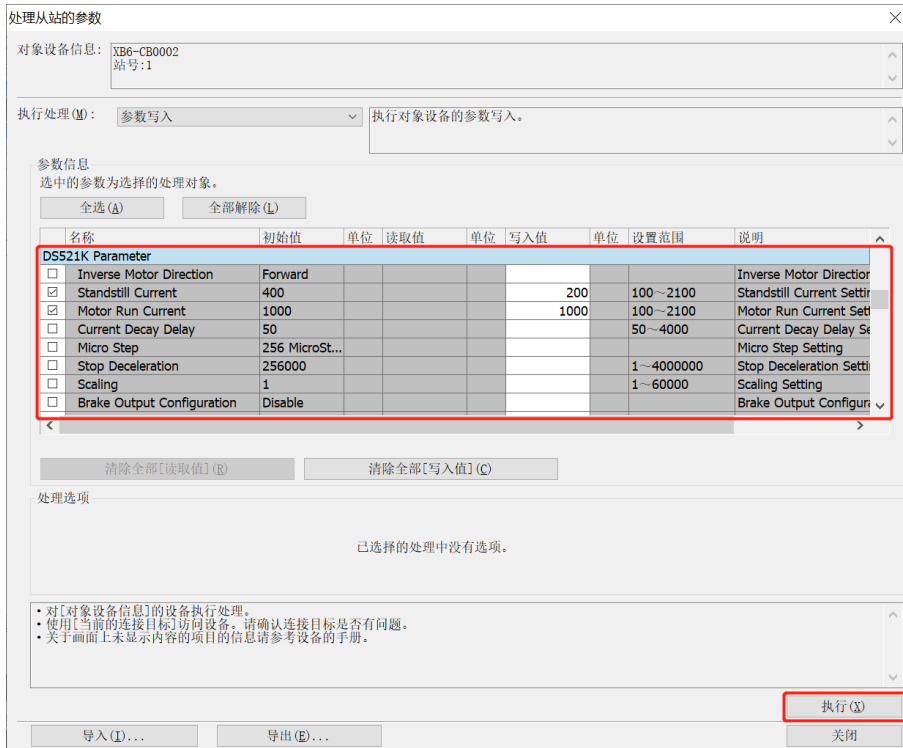 处理从站的参数
对象设备信息: XB6-CB0002
站号:1
执行处理(M): 参数写入 执行对象设备的参数写入。
参数信息
选中的参数为选择的处理对象。
全选(A) 全部解除(L)
名称 初始值 单位 读取值 单位 写入值 单位 设置范围 说明
DS521K Parameter
Inverse Motor Direction Forward Inverse Motor Direction
Standstill Current 400 200 100～2100 Standstill Current Settin
Motor Run Current 1000 1000 100～2100 Motor Run Current Sett
Current Decay Delay 50 50～4000 Current Decay Delay Se
Micro Step 256 MicroSt... Micro Step Setting
Stop Deceleration 256000 1～4000000 Stop Deceleration Setti
Scaling 1 1～60000 Scaling Setting
Brake Output Configuration Disable Brake Output Configura
清除全部[读取值](R) 清除全部[写入值](C)
处理选项
已选择的处理中没有选项。
・对[对象设备信息]的设备执行处理。
・使用[当前的连接目标]访问设备。请确认连接目标是否有问题。
・关于画面上未显示内容的项目的信息请参考设备的手册。
执行(X)
导入(I)... 导出(E)... 关闭